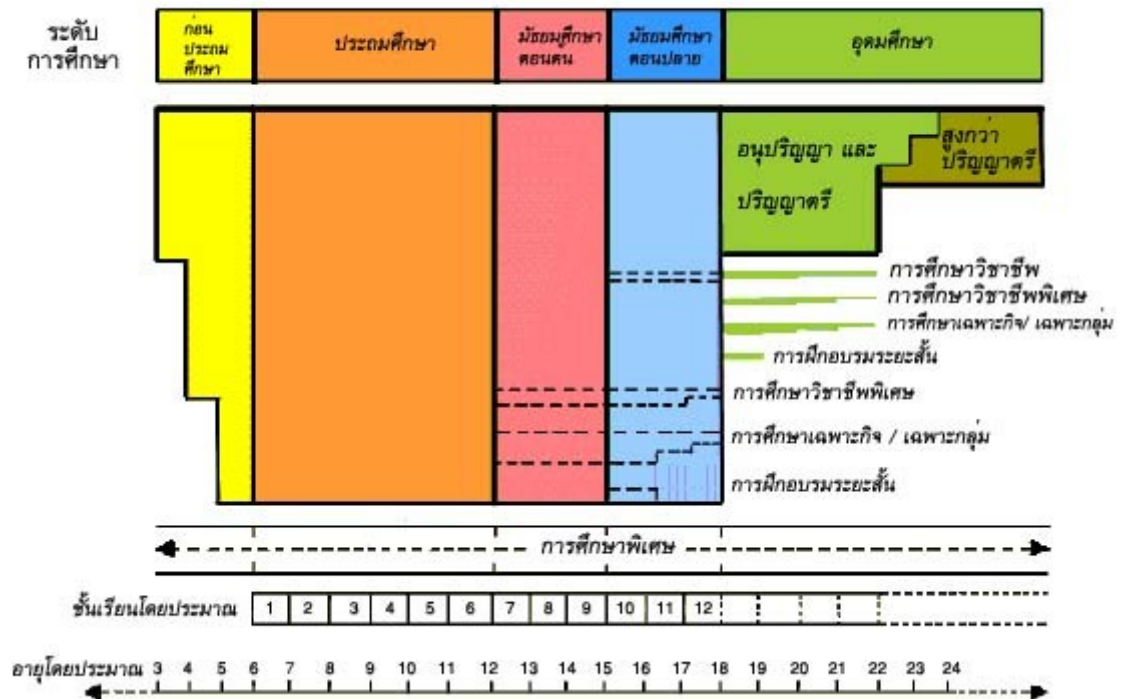 ระดับ
การศึกษา
ก่อน
ประถม
ศึกษา
ประถมศึกษา
มัธยมศึกษา
ตอนต้น
มัธยมศึกษา
ตอนปลาย
อุดมศึกษา
อนุปริญญา และ
ปริญญาตรี
สูงกว่า
ปริญญาตรี
การศึกษาวิชาชีพ
การศึกษาวิชาชีพพิเศษ
การศึกษาเฉพาะกิจ/ เฉพาะกลุ่ม
การฝึกอบรมระยะสั้น
การศึกษาวิชาชีพพิเศษ
การศึกษาเฉพาะกิจ / เฉพาะกลุ่ม
การฝึกอบรมระยะสั้น
การศึกษาพิเศษ
ชั้นเรียนโดยประมาณ 1 2 3 4 5 6 7 8 9 10 11 12
อายุโดยประมาณ 3 4 5 6 7 8 9 10 11 12 13 14 15 16 17 18 19 20 21 22 23 24